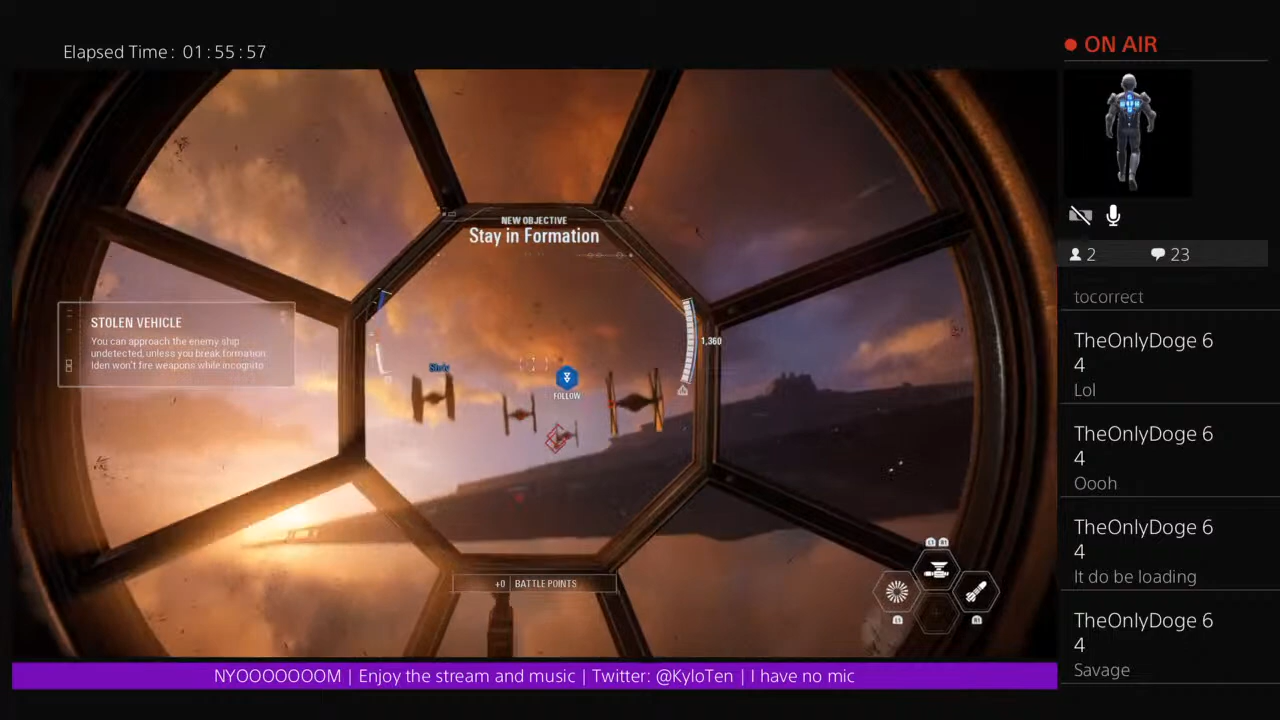 Elapsed Time: 01:55:57
ON AIR
2
23
NEW OBJECTIVE
Stay in Formation
STOLEN VEHICLE
You can approach the enemy ship
undetected, unless you break formation.
Iden won't fire weapons while incognito
1,360
FOLLOW
+0 | BATTLE POINTS
tocorrect
TheOnlyDoge 6
4
Lol
TheOnlyDoge 6
4
Oooh
TheOnlyDoge 6
4
It do be loading
TheOnlyDoge 6
4
Savage
NYOOOOOOOM | Enjoy the stream and music | Twitter: @KyloTen | I have no mic